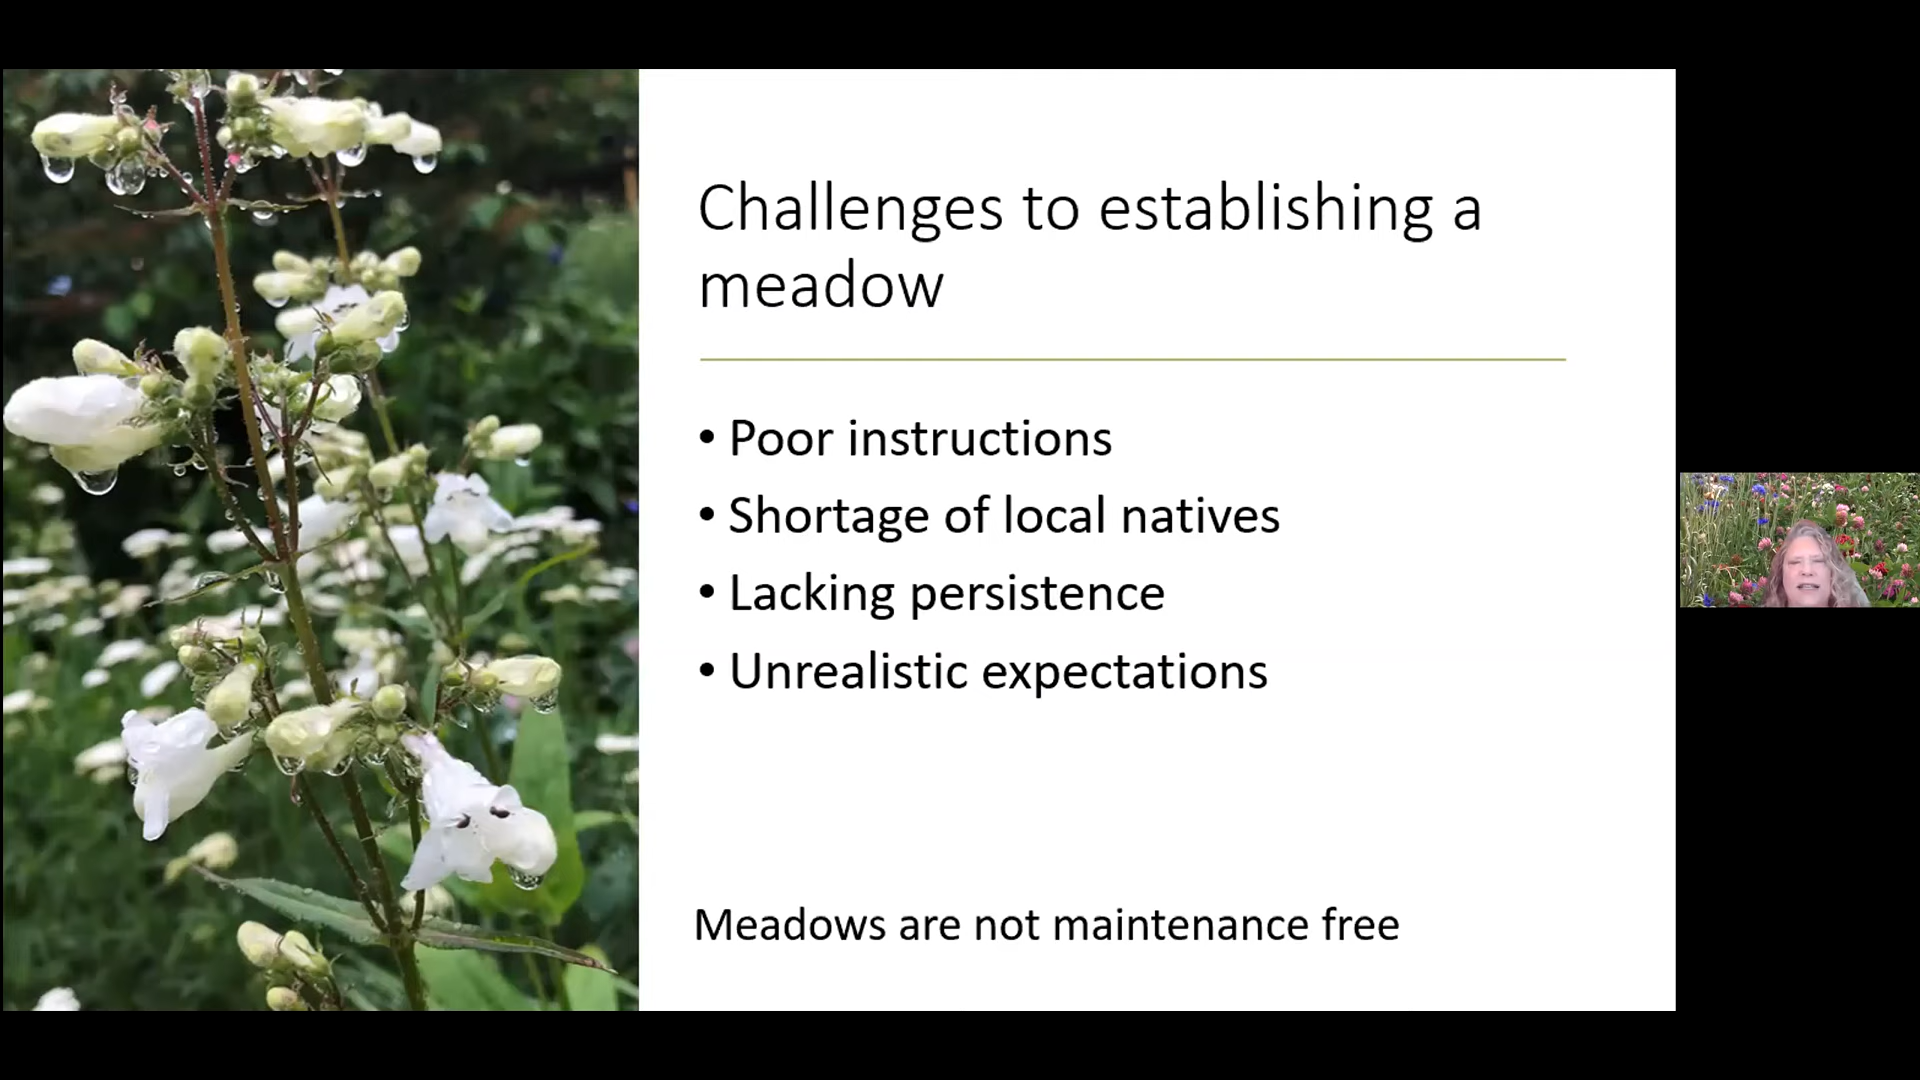 Challenges to establishing a
meadow
• Poor instructions
• Shortage of local natives
• Lacking persistence
• Unrealistic expectations
Meadows are not maintenance free